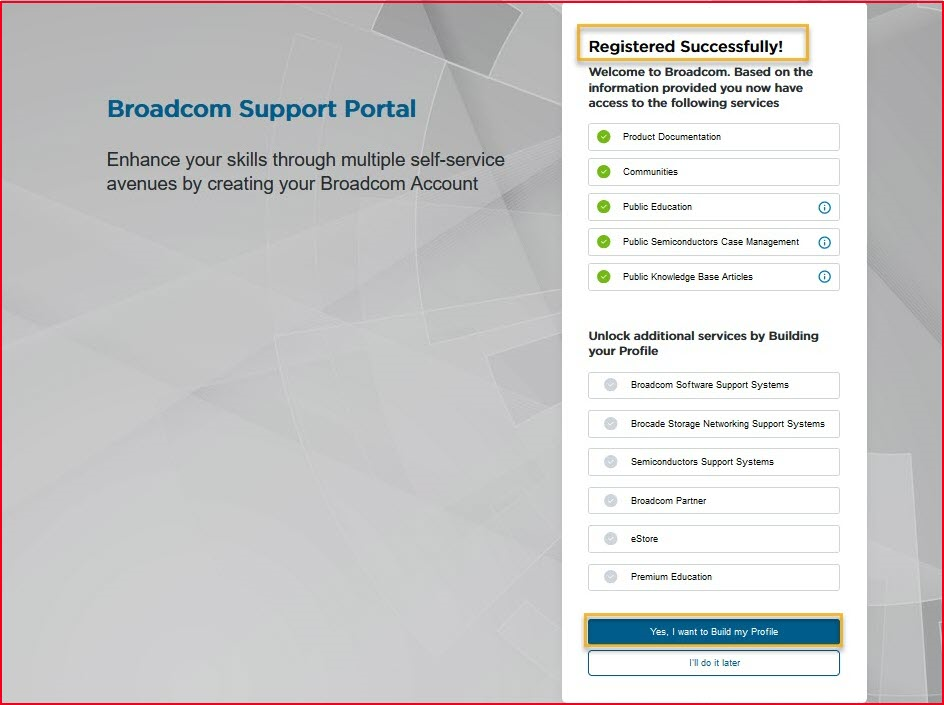 Broadcom Support Portal
Enhance your skills through multiple self-service
avenues by creating your Broadcom Account
Registered Successfully!
Welcome to Broadcom. Based on the
information provided you now have
access to the following services
Product Documentation
Communities
Public Education
Public Semiconductors Case Management
Public Knowledge Base Articles
Unlock additional services by Building
your Profile
Broadcom Software Support Systems
Brocade Storage Networking Support Systems
Semiconductors Support Systems
Broadcom Partner
eStore
Premium Education
Yes, I want to Build my Profile
I'll do it later